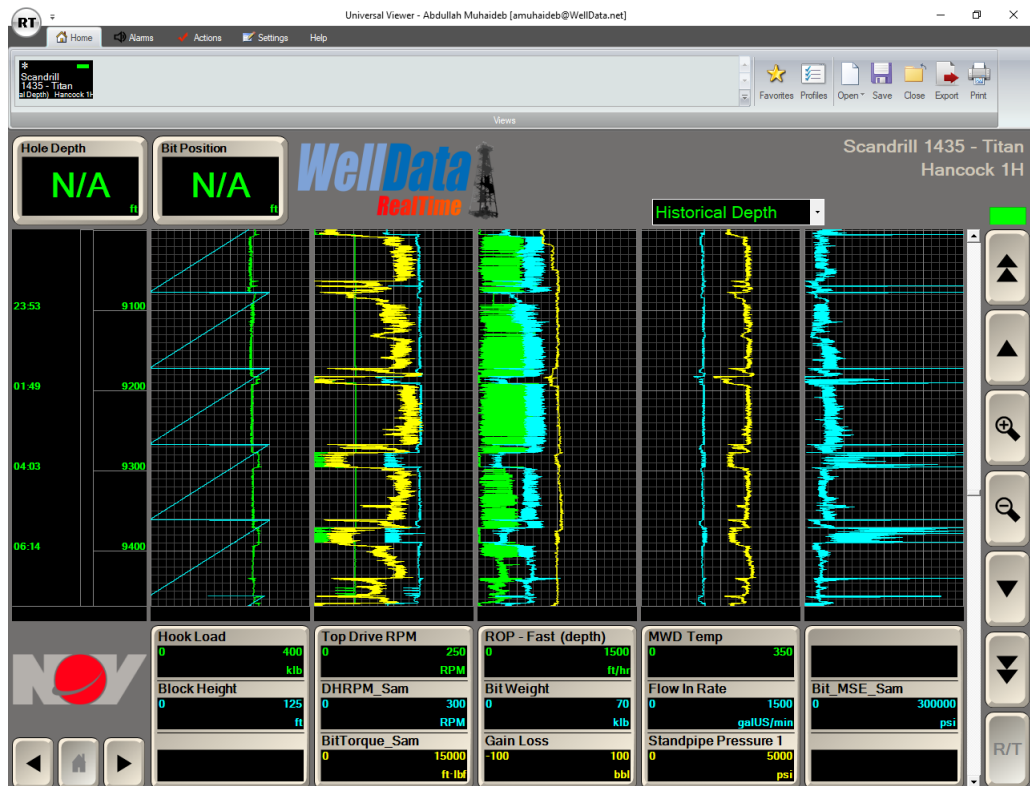 RT
Universal Viewer - Abdullah Muhaideb [amuhaideb@WellData.net]
Home Alarms Actions Settings Help
Scandrill
1435 - Titan
al Depth) Hancock 1H
Favorites Profiles Open Save Close Export Print
Views
Hole Depth
N/A
ft
Bit Position
N/A
ft
WellData
RealTime
Scandrill 1435 - Titan
Hancock 1H
Historical Depth
23:53 9100
01:49 9200
04:03 9300
06:14 9400
Hook Load
0 400
klb
Block Height
0 125
ft
Top Drive RPM
0 250
RPM
DHRPM_Sam
0 300
RPM
BitTorque_Sam
0 15000
ft-lbf
ROP - Fast (depth)
0 1500
ft/hr
Bit Weight
0 70
klb
Gain Loss
-100 100
bbl
MWD Temp
0 350
Flow In Rate
0 1500
galUS/min
Standpipe Pressure 1
0 5000
psi
Bit_MSE_Sam
0 300000
psi
NOV
R/T